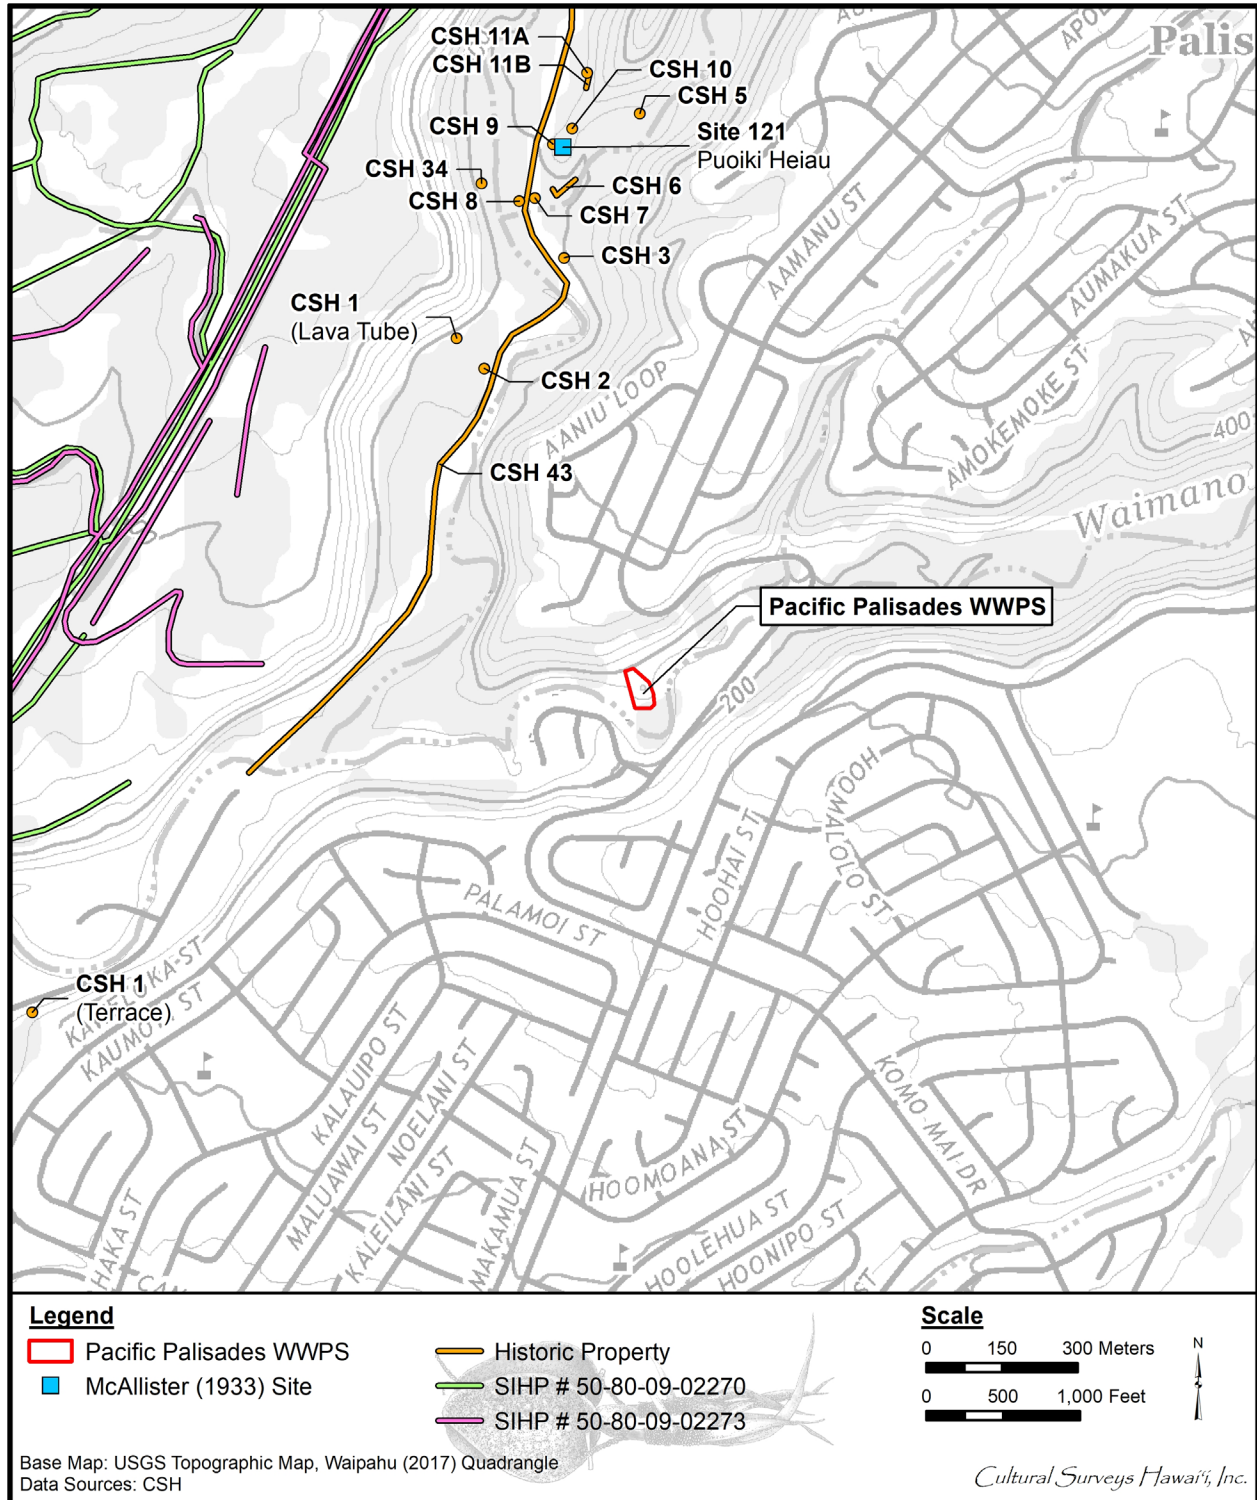 Palis
CSH 11A
CSH 11B
CSH 10
CSH 5
CSH 9
Site 121
Puoiki Heiau
CSH 34
CSH 6
CSH 8
CSH 7
CSH 3
AAMANU ST
AUMAKUA ST
CSH 1
(Lava Tube)
CSH 2
AANIU LOOP
AMOKEMOKE ST
400
CSH 43
Waimano
Pacific Palisades WWPS
200
HOOHAI ST
PALAMOI ST
CSH 1
(Terrace)
KAUMOLI ST
KALAUIPO ST
NOELANI ST
MALUAWAI ST
KALEILANI ST
MAKAMUA ST
HOOMOANA ST
KOMO MAI DR
HOOLEHUA ST
HOONIPO ST
HAKA ST
ST
Legend
Pacific Palisades WWPS
McAllister (1933) Site
Historic Property
SIHP # 50-80-09-02270
SIHP # 50-80-09-02273
Scale
0 150 300 Meters
0 500 1,000 Feet
N
Base Map: USGS Topographic Map, Waipahu (2017) Quadrangle
Data Sources: CSH
Cultural Surveys Hawai‘i, Inc.